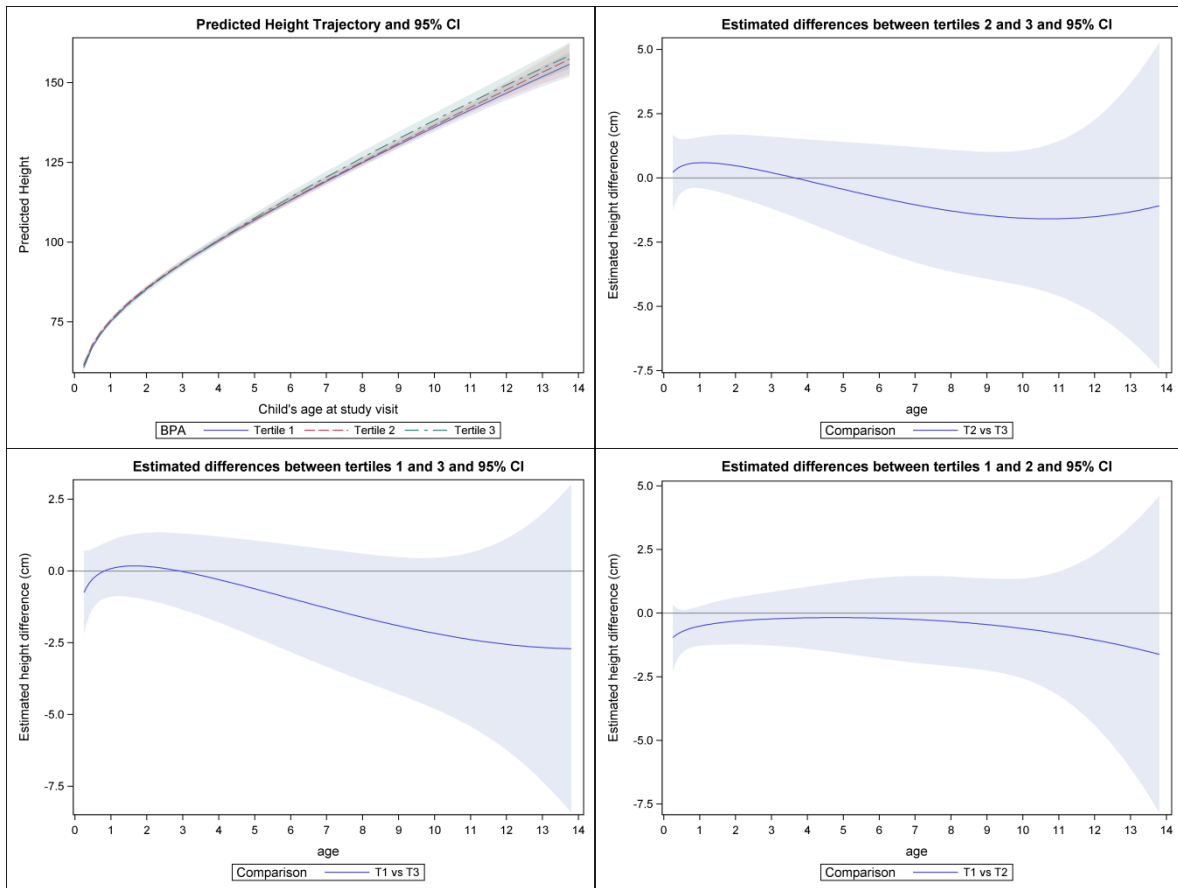 Predicted Height Trajectory and 95% CI
Predicted Height
150
125
100
75
0 1 2 3 4 5 6 7 8 9 10 11 12 13 14
Child's age at study visit
BPA Tertile 1 Tertile 2 Tertile 3
Estimated differences between tertiles 2 and 3 and 95% CI
Estimated height difference (cm)
5.0
2.5
0.0
-2.5
-5.0
-7.5
0 1 2 3 4 5 6 7 8 9 10 11 12 13 14
age
Comparison T2 vs T3
Estimated differences between tertiles 1 and 3 and 95% CI
Estimated height difference (cm)
2.5
0.0
-2.5
-5.0
-7.5
0 1 2 3 4 5 6 7 8 9 10 11 12 13 14
age
Comparison T1 vs T3
Estimated differences between tertiles 1 and 2 and 95% CI
Estimated height difference (cm)
5.0
2.5
0.0
-2.5
-5.0
-7.5
0 1 2 3 4 5 6 7 8 9 10 11 12 13 14
age
Comparison T1 vs T2